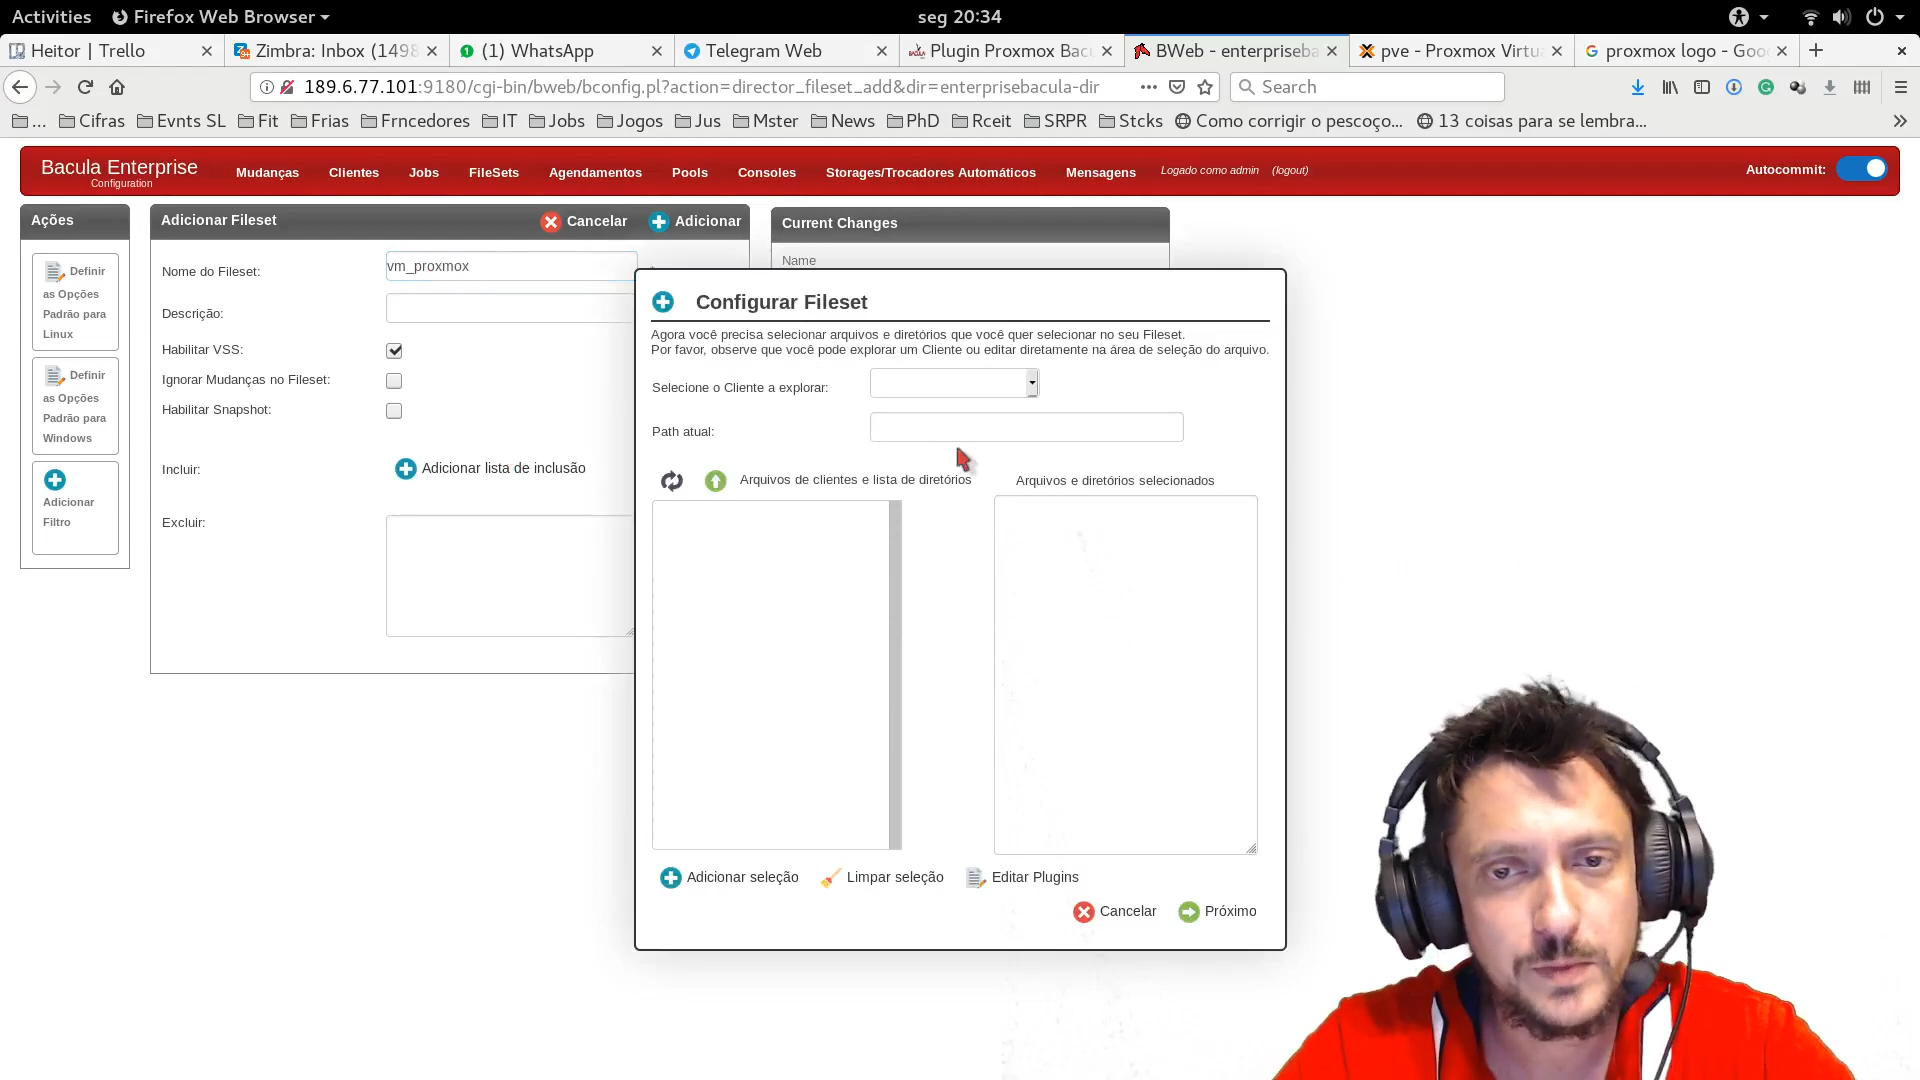 Activities Firefox Web Browser seg 20:34
Heitor | Trello Zimbra: Inbox (1498 (1) WhatsApp Telegram Web Plugin Proxmox Bac BWeb - enterpriseba pve - Proxmox Virtu proxmox logo - Goo
189.6.77.101:9180/cgi-bin/bweb/bconfig.pl?action=director_fileset_add&dir=enterprisebacula-dir Search
... Cifras Evnts SL Fit Frias Frncedores IT Jobs Jogos Jus Mster News PhD Rceit SRPR Stcks Como corrigir o pescoço... 13 coisas para se lembra...
Bacula Enterprise
Configuration
Mudanças Clientes Jobs FileSets Agendamentos Pools Consoles Storages/Trocadores Automáticos Mensagens Logado como admin (logout) Autocommit:
Ações
Definir
as Opções
Padrão para
Linux
Definir
as Opções
Padrão para
Windows
Adicionar
Filtro
Adicionar Fileset Cancelar Adicionar
Nome do Fileset: vm_proxmox
Descrição:
Habilitar VSS:
Ignorar Mudanças no Fileset:
Habilitar Snapshot:
Incluir: Adicionar lista de inclusão
Excluir:
Current Changes
Name
Configurar Fileset
Agora você precisa selecionar arquivos e diretórios que você quer selecionar no seu Fileset.
Por favor, observe que você pode explorar um Cliente ou editar diretamente na área de seleção do arquivo.
Selecione o Cliente a explorar:
Path atual:
Arquivos de clientes e lista de diretórios Arquivos e diretórios selecionados
Adicionar seleção Limpar seleção Editar Plugins
Cancelar Próximo